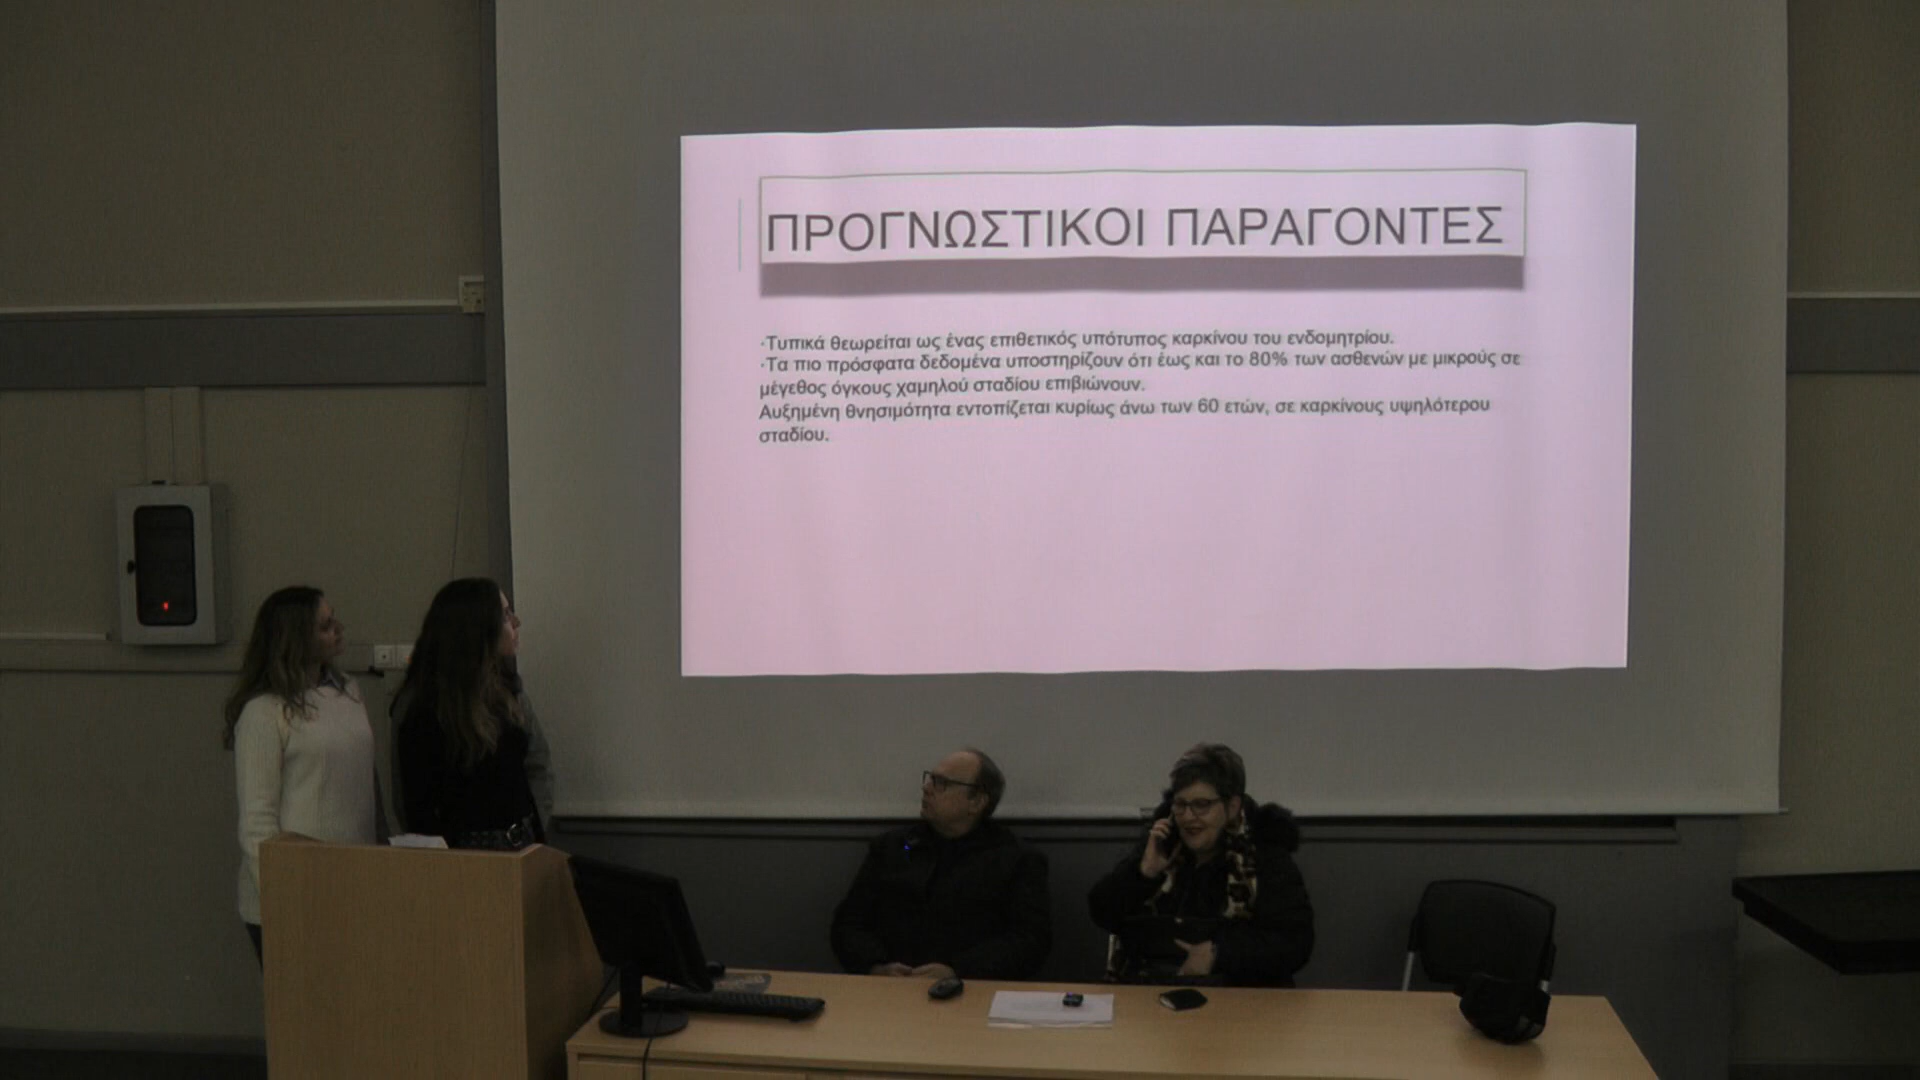 ΠΡΟΓΝΩΣΤΙΚΟΙ ΠΑΡΑΓΟΝΤΕΣ
·Τυπικά θεωρείται ως ένας επιθετικός υπότυπος καρκίνου του ενδομητρίου.
·Τα πιο πρόσφατα δεδομένα υποστηρίζουν ότι έως και το 80% των ασθενών με μικρούς σε
μέγεθος όγκους χαμηλού σταδίου επιβιώνουν.
Αυξημένη θνησιμότητα εντοπίζεται κυρίως άνω των 60 ετών, σε καρκίνους υψηλότερου
σταδίου.